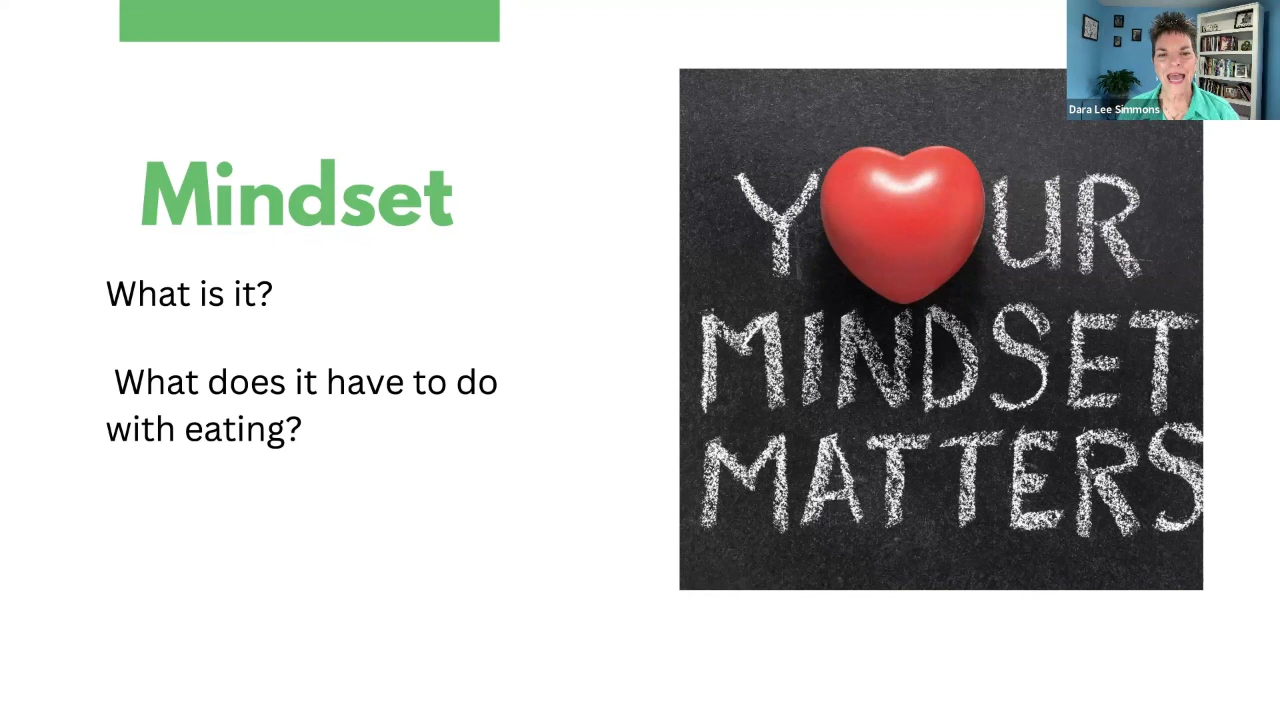 Mindset
What is it?
What does it have to do
with eating?
Y UR
MINDSET
MATTERS
Dara Lee Simmons